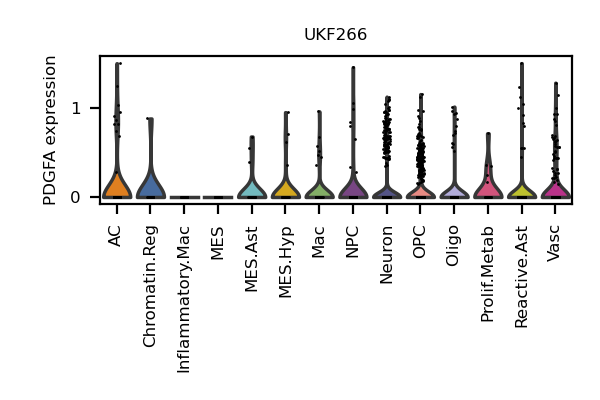 UKF266
PDGFA expression
1
0
AC
Chromatin.Reg
Inflammatory.Mac
MES
MES.Ast
MES.Hyp
Mac
NPC
Neuron
OPC
Oligo
Prolif.Metab
Reactive.Ast
Vasc